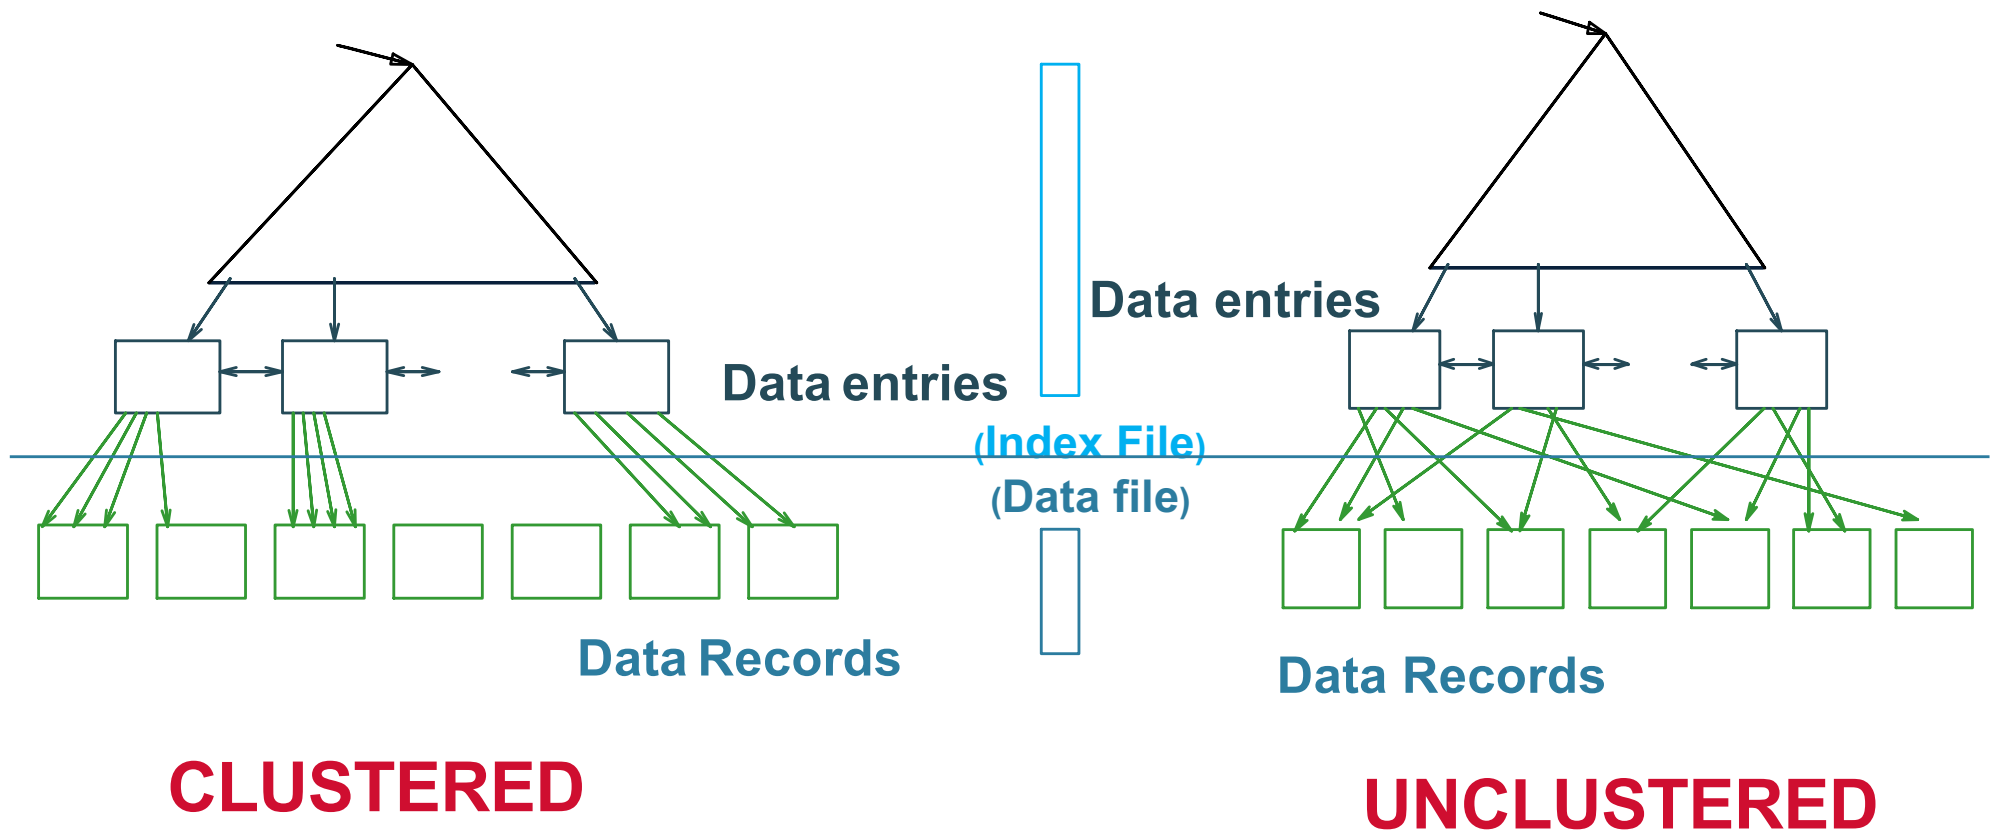 Data entries
Data entries
(Index File)
(Data file)
Data Records
Data Records
CLUSTERED
UNCLUSTERED